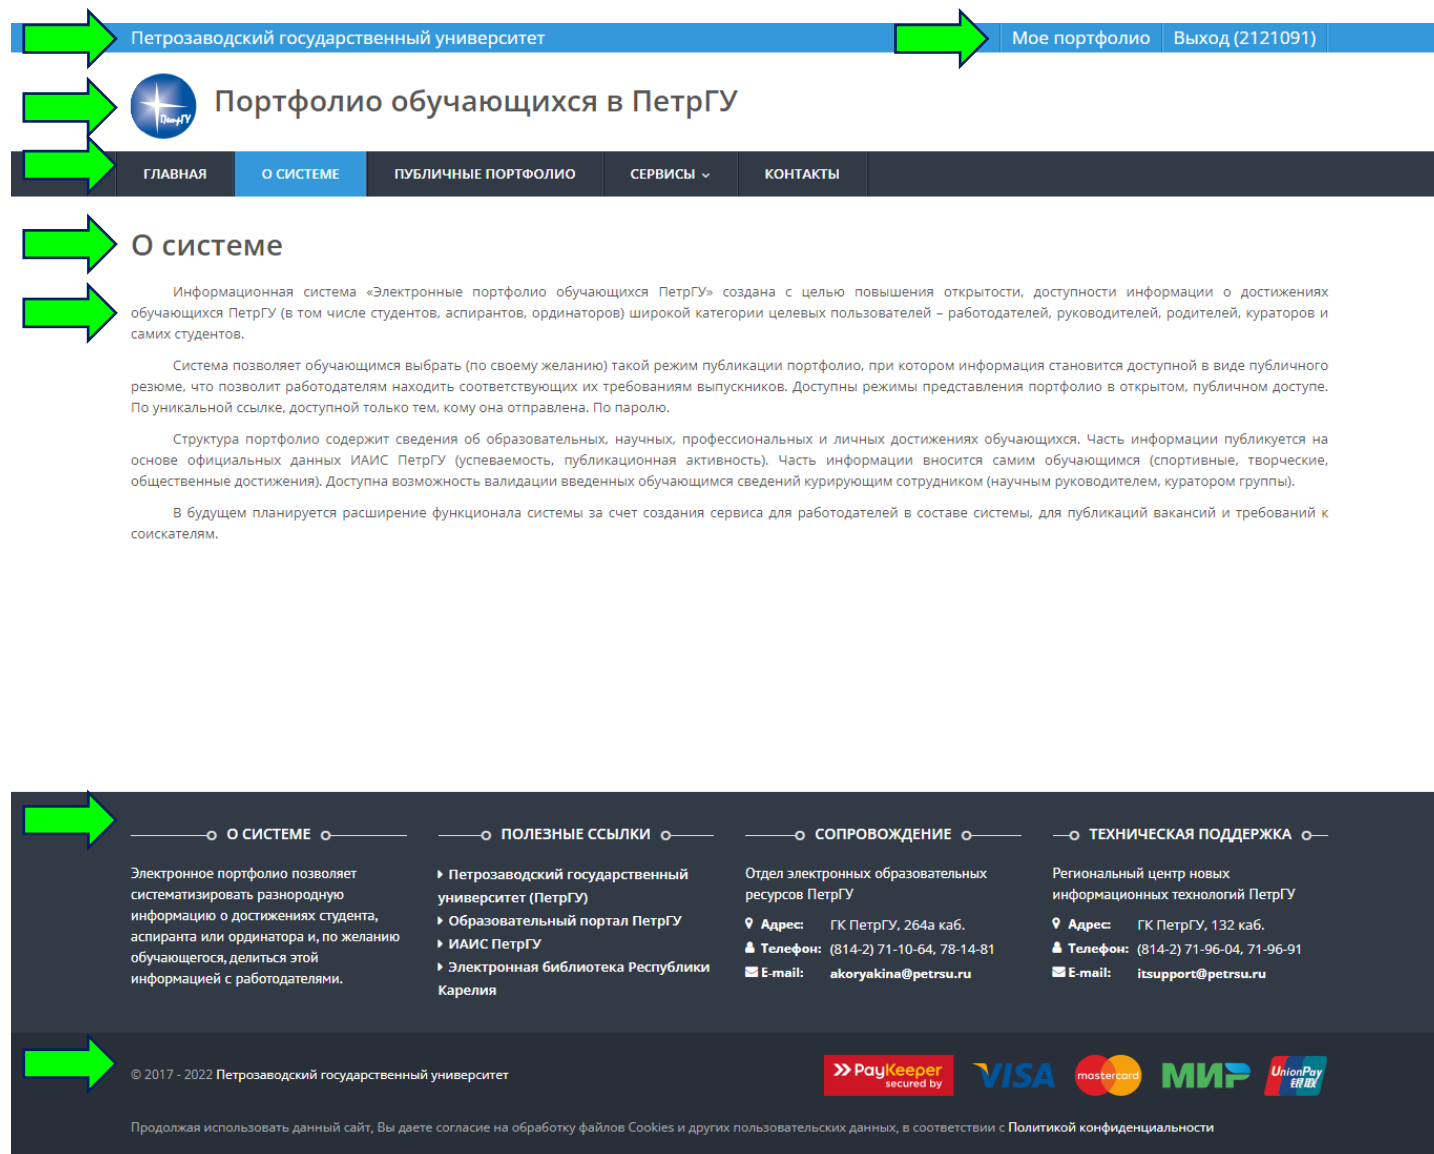 Петрозаводский государственный университет
Мое портфолио Выход (2121091)
ПетрГУ
Портфолио обучающихся в ПетрГУ
ГЛАВНАЯ О СИСТЕМЕ ПУБЛИЧНЫЕ ПОРТФОЛИО СЕРВИСЫ КОНТАКТЫ
О системе
Информационная система «Электронные портфолио обучающихся ПетрГУ» создана с целью повышения открытости, доступности информации о достижениях
обучающихся ПетрГУ (в том числе студентов, аспирантов, ординаторов) широкой категории целевых пользователей – работодателей, руководителей, родителей, кураторов и
самих студентов.
Система позволяет обучающимся выбрать (по своему желанию) такой режим публикации портфолио, при котором информация становится доступной в виде публичного
резюме, что позволит работодателям находить соответствующих их требованиям выпускников. Доступны режимы представления портфолио в открытом, публичном доступе.
По уникальной ссылке, доступной только тем, кому она отправлена. По паролю.
Структура портфолио содержит сведения об образовательных, научных, профессиональных и личных достижениях обучающихся. Часть информации публикуется на
основе официальных данных ИАИС ПетрГУ (успеваемость, публикационная активность). Часть информации вносится самим обучающимся (спортивные, творческие,
общественные достижения). Доступна возможность валидации введенных обучающимся сведений курирующим сотрудником (научным руководителем, куратором группы).
В будущем планируется расширение функционала системы за счет создания сервиса для работодателей в составе системы, для публикаций вакансий и требований к
соискателям.
О СИСТЕМЕ
Электронное портфолио позволяет
систематизировать разнородную
информацию о достижениях студента,
аспиранта или ординатора и, по желанию
обучающегося, делиться этой
информацией с работодателями.
ПОЛЕЗНЫЕ ССЫЛКИ
Петрозаводский государственный
университет (ПетрГУ)
Образовательный портал ПетрГУ
ИАИС ПетрГУ
Электронная библиотека Республики
Карелия
СОПРОВОЖДЕНИЕ
Отдел электронных образовательных
ресурсов ПетрГУ
Адрес: ГК ПетрГУ, 264а каб.
Телефон: (814-2) 71-10-64, 78-14-81
E-mail: akoryakina@petrsu.ru
ТЕХНИЧЕСКАЯ ПОДДЕРЖКА
Региональный центр новых
информационных технологий ПетрГУ
Адрес: ГК ПетрГУ, 132 каб.
Телефон: (814-2) 71-96-04, 71-96-91
E-mail: itsupport@petrsu.ru
© 2017 - 2022 Петрозаводский государственный университет
PayKeeper
secured by
VISA
mastercard
МИР
UnionPay
银联
Продолжая использовать данный сайт, Вы даете согласие на обработку файлов Cookies и других пользовательских данных, в соответствии с Политикой конфиденциальности